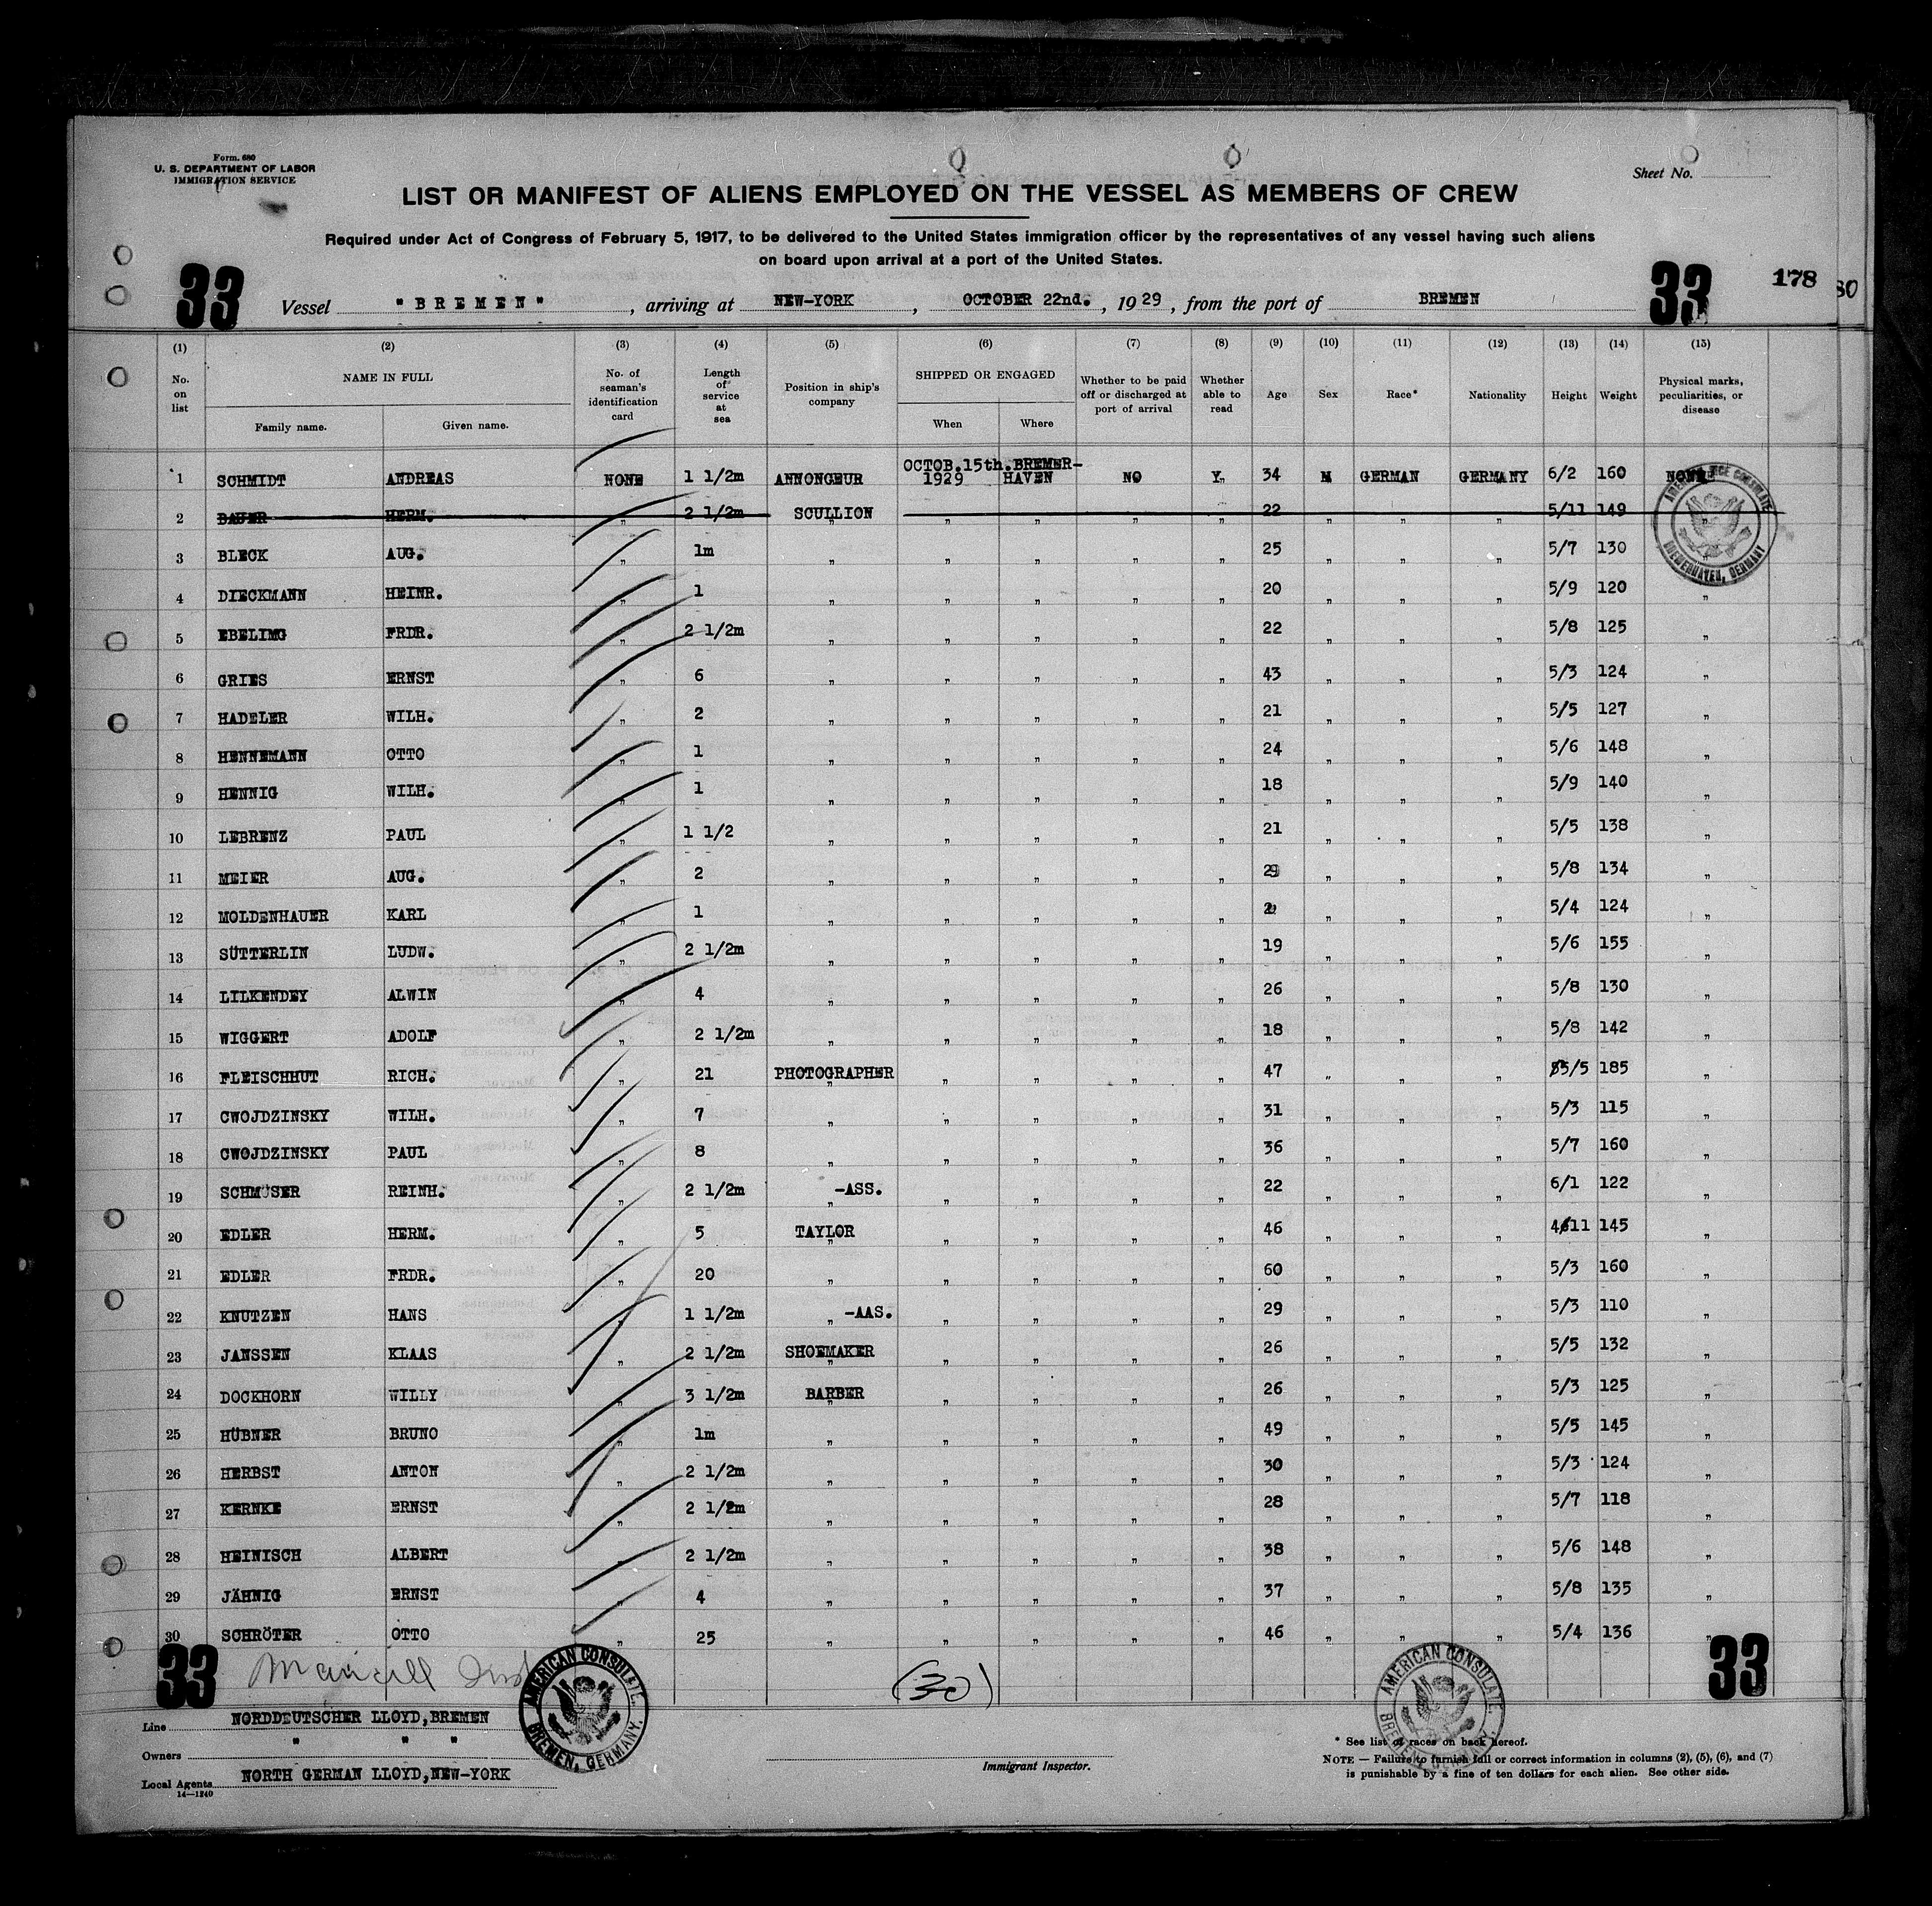 Form. 680
U. S. DEPARTMENT OF LABOR
IMMIGRATION SERVICE
Sheet No.
LIST OR MANIFEST OF ALIENS EMPLOYED ON THE VESSEL AS MEMBERS OF CREW
Required under Act of Congress of February 5, 1917, to be delivered to the United States immigration officer by the representatives of any vessel having such aliens
on board upon arrival at a port of the United States.
33 Vessel "BREMEN", arriving at NEW-YORK, OCTOBER 22nd., 1929, from the port of BREMEN 33 178 80
(1) (2) (3) (4) (5) (6) (7) (8) (9) (10) (11) (12) (13) (14) (15)
No. on list NAME IN FULL Family name. Given name. No. of seaman's identification card Length of service at sea Position in ship's company SHIPPED OR ENGAGED When Where Whether to be paid off or discharged at port of arrival Whether able to read Age Sex Race* Nationality Height Weight Physical marks, peculiarities, or disease
1 SCHMIDT ANDREAS NONE 1 1/2m ANNONCEUR OCTOB.15th. 1929 BREMER-HAVEN NO Y„ 34 M GERMAN GERMANY 6/2 160 NONE
2 BAUER HERM. „ 2 1/2m SCULLION „ „ „ „ 22 „ „ „ 5/11 149 „
3 BLECK AUG. „ 1m „ „ „ „ „ 25 „ „ „ 5/7 130 „
4 DIECKMANN HEINR. „ 1 „ „ „ „ „ 20 „ „ „ 5/9 120 „
5 EBELING FRDR. „ 2 1/2m „ „ „ „ „ 22 „ „ „ 5/8 125 „
6 GRIES ERNST „ 6 „ „ „ „ „ 43 „ „ „ 5/3 124 „
7 HADELER WILH. „ 2 „ „ „ „ „ 21 „ „ „ 5/5 127 „
8 HENNEMANN OTTO „ 1 „ „ „ „ „ 24 „ „ „ 5/6 148 „
9 HENNIG WILH. „ 1 „ „ „ „ „ 18 „ „ „ 5/9 140 „
10 LEBRENZ PAUL „ 1 1/2 „ „ „ „ „ 21 „ „ „ 5/5 138 „
11 MEIER AUG. „ 2 „ „ „ „ „ 29 „ „ „ 5/8 134 „
12 MOLDENHAUER KARL „ 1 „ „ „ „ „ „ „ „ 5/4 124 „
13 SÜTTERLIN LUDW. „ 2 1/2m „ „ „ „ „ 19 „ „ „ 5/6 155 „
14 LILKENDEY ALWIN „ 4 „ „ „ „ „ 26 „ „ „ 5/8 130 „
15 WIGGERT ADOLF „ 2 1/2m „ „ „ „ „ 18 „ „ „ 5/8 142 „
16 FLEISCHHUT RICH. „ 21 PHOTOGRAPHER „ „ „ „ 47 „ „ „ 5/5 185 „
17 CWOJDZINSKY WILH. „ 7 „ „ „ „ „ 31 „ „ „ 5/3 115 „
18 CWOJDZINSKY PAUL „ 8 „ „ „ „ „ 36 „ „ „ 5/7 160 „
19 SCHMÖSER REINH. „ 2 1/2m „ -ASS. „ „ „ „ 22 „ „ „ 6/1 122 „
20 EDLER HERM. „ 5 TAYLOR „ „ „ „ 46 „ „ „ 4/11 145 „
21 EDLER FRDR. „ 20 „ „ „ „ „ 60 „ „ „ 5/3 160 „
22 KNUTZEN HANS „ 1 1/2m „ -AAS. „ „ „ „ 29 „ „ „ 5/3 110 „
23 JANSSEN KLAAS „ 2 1/2m SHOEMAKER „ „ „ „ 26 „ „ „ 5/5 132 „
24 DOCKHORN WILLY „ 3 1/2m BARBER „ „ „ „ 26 „ „ „ 5/3 125 „
25 HÜBNER BRUNO „ 1m „ „ „ „ „ 49 „ „ „ 5/5 145 „
26 HERBST ANTON „ 2 1/2m „ „ „ „ „ 30 „ „ „ 5/3 124 „
27 KERNKE ERNST „ 2 1/2m „ „ „ „ „ 28 „ „ „ 5/7 118 „
28 HEINISCH ALBERT „ 2 1/2m „ „ „ „ „ 38 „ „ „ 5/6 148 „
29 JÄHNIG ERNST „ 4 „ „ „ „ „ 37 „ „ „ 5/8 135 „
30 SCHRÖTER OTTO „ 25 „ „ „ „ „ 46 „ „ „ 5/4 136 „
33 (30) 33
AMERICAN CONSULATE. BREMEN, GERMANY.
AMERICAN CONSULATE. BREMEN, GERMANY.
Line NORDDEUTSCHER LLOYD, BREMEN
Owners " " "
Local Agents NORTH GERMAN LLOYD, NEW-YORK
14—1240
Immigrant Inspector.
* See list of races on back hereof.
NOTE — Failure to furnish full or correct information in columns (2), (5), (6), and (7)
is punishable by a fine of ten dollars for each alien. See other side.